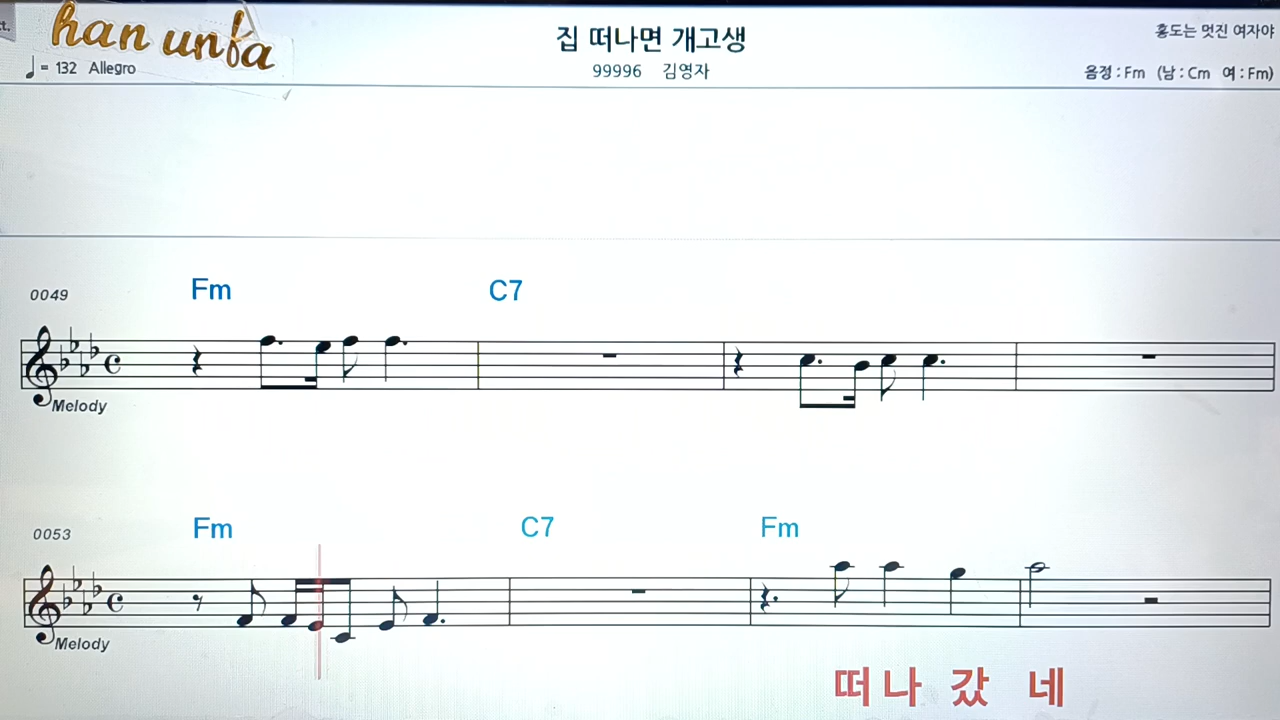 ct.
han unfa
♩ = 132 Allegro
집 떠나면 개고생
99996 김영자
홍도는 멋진 여자야
음정 : Fm (남 : Cm 여 : Fm)
0049
Fm C7
Melody
0053
Fm C7 Fm
Melody
떠나 갔 네